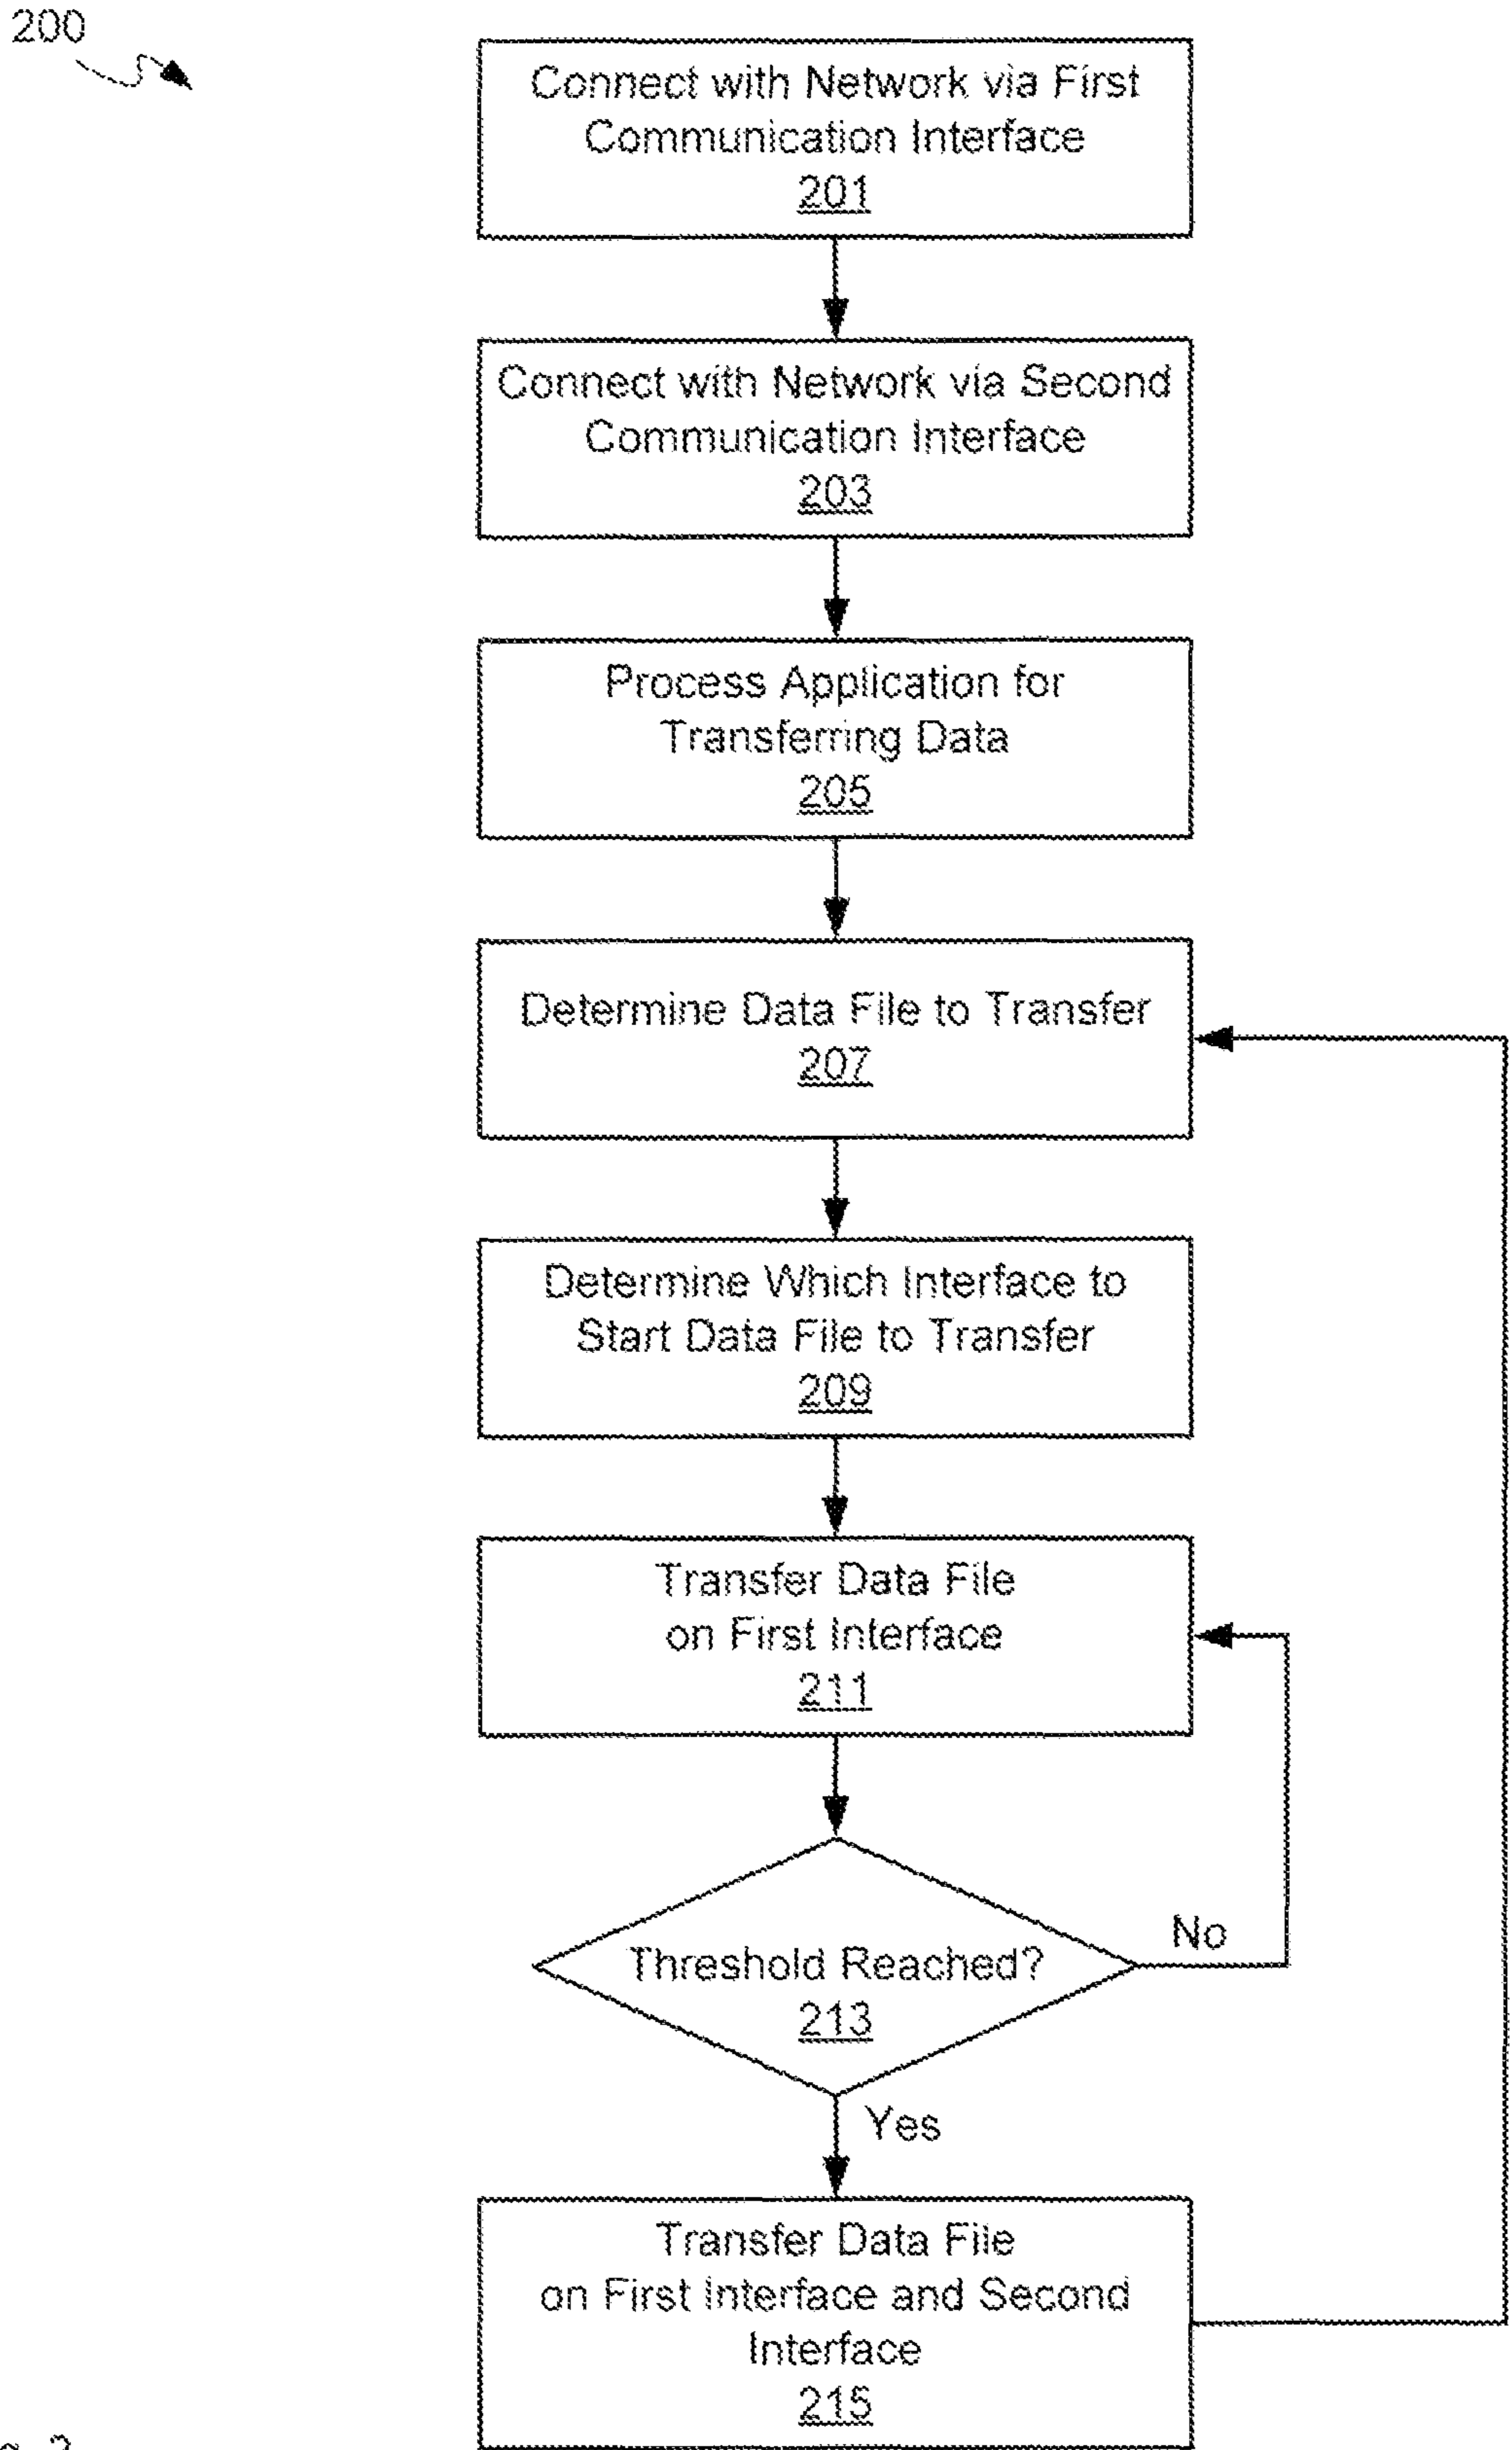 200
Connect with Network via First
Communication Interface
201
Connect with Network via Second
Communication Interface
203
Process Application for
Transferring Data
205
Determine Data File to Transfer
207
Determine Which Interface to
Start Data File to Transfer
209
Transfer Data File
on First Interface
211
No
Threshold Reached?
213
Yes
Transfer Data File
on First Interface and Second
Interface
215